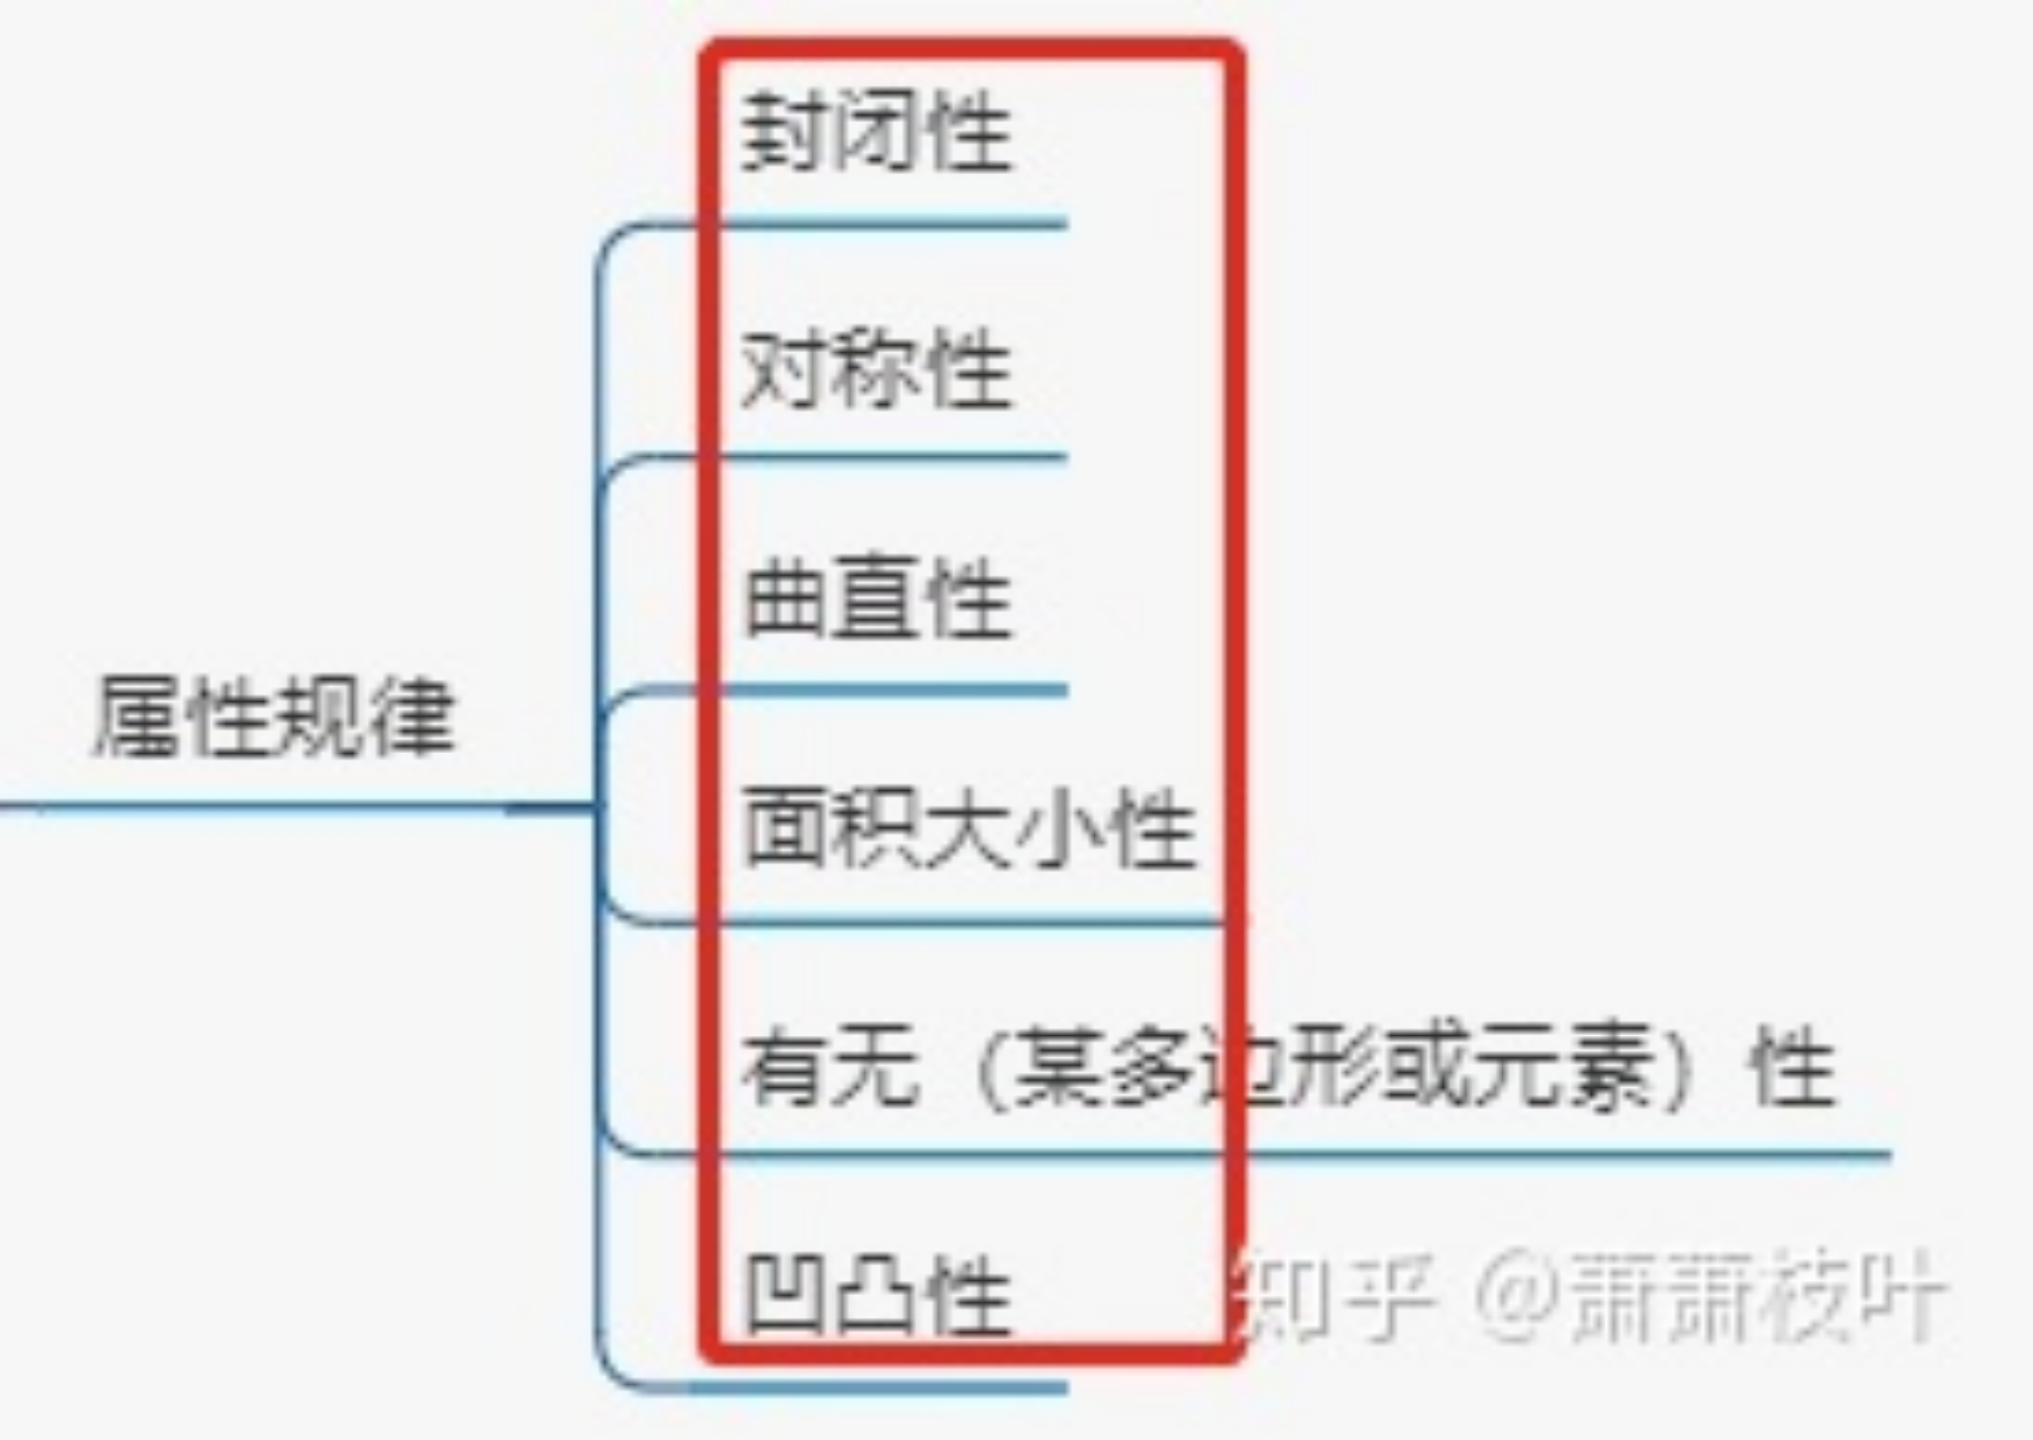 封闭性
对称性
曲直性
属性规律
面积大小性
有无（某多边形或元素）性
凹凸性
知乎 @萧萧枝叶